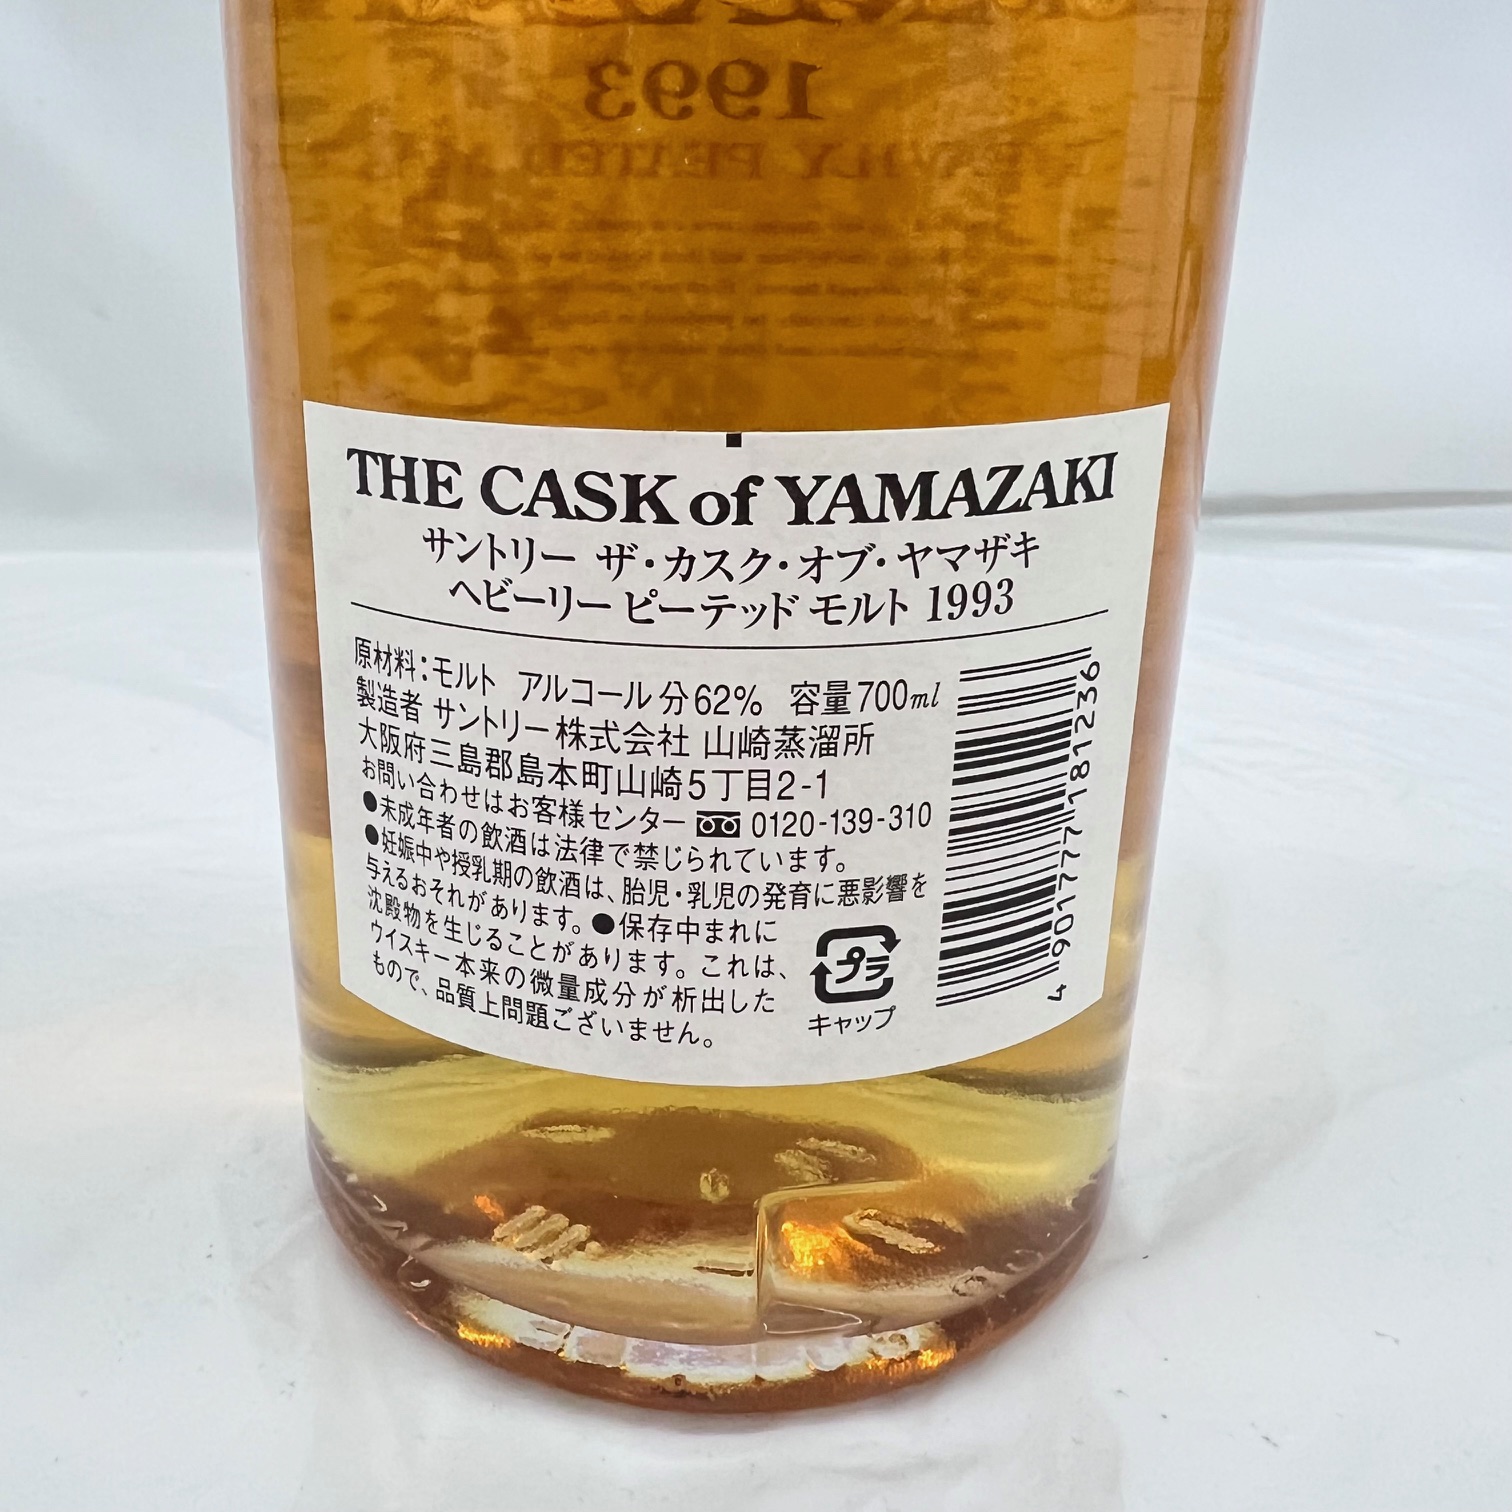 1993
HEAVILY PEATED MALT
THE CASK of YAMAZAKI
サントリー ザ・カスク・オブ・ヤマザキ
ヘビーリー ピーテッド モルト 1993
原材料:モルト アルコール分62% 容量700ml
製造者 サントリー株式会社 山崎蒸溜所
大阪府三島郡島本町山崎5丁目2-1
お問い合わせはお客様センター 0120-139-310
●未成年者の飲酒は法律で禁じられています。
●妊娠中や授乳期の飲酒は、胎児・乳児の発育に悪影響を
与えるおそれがあります。●保存中まれに
沈殿物を生じることがあります。これは、
ウイスキー本来の微量成分が析出した
もので、品質上問題ございません。
プラ
キャップ
4 901777 181236